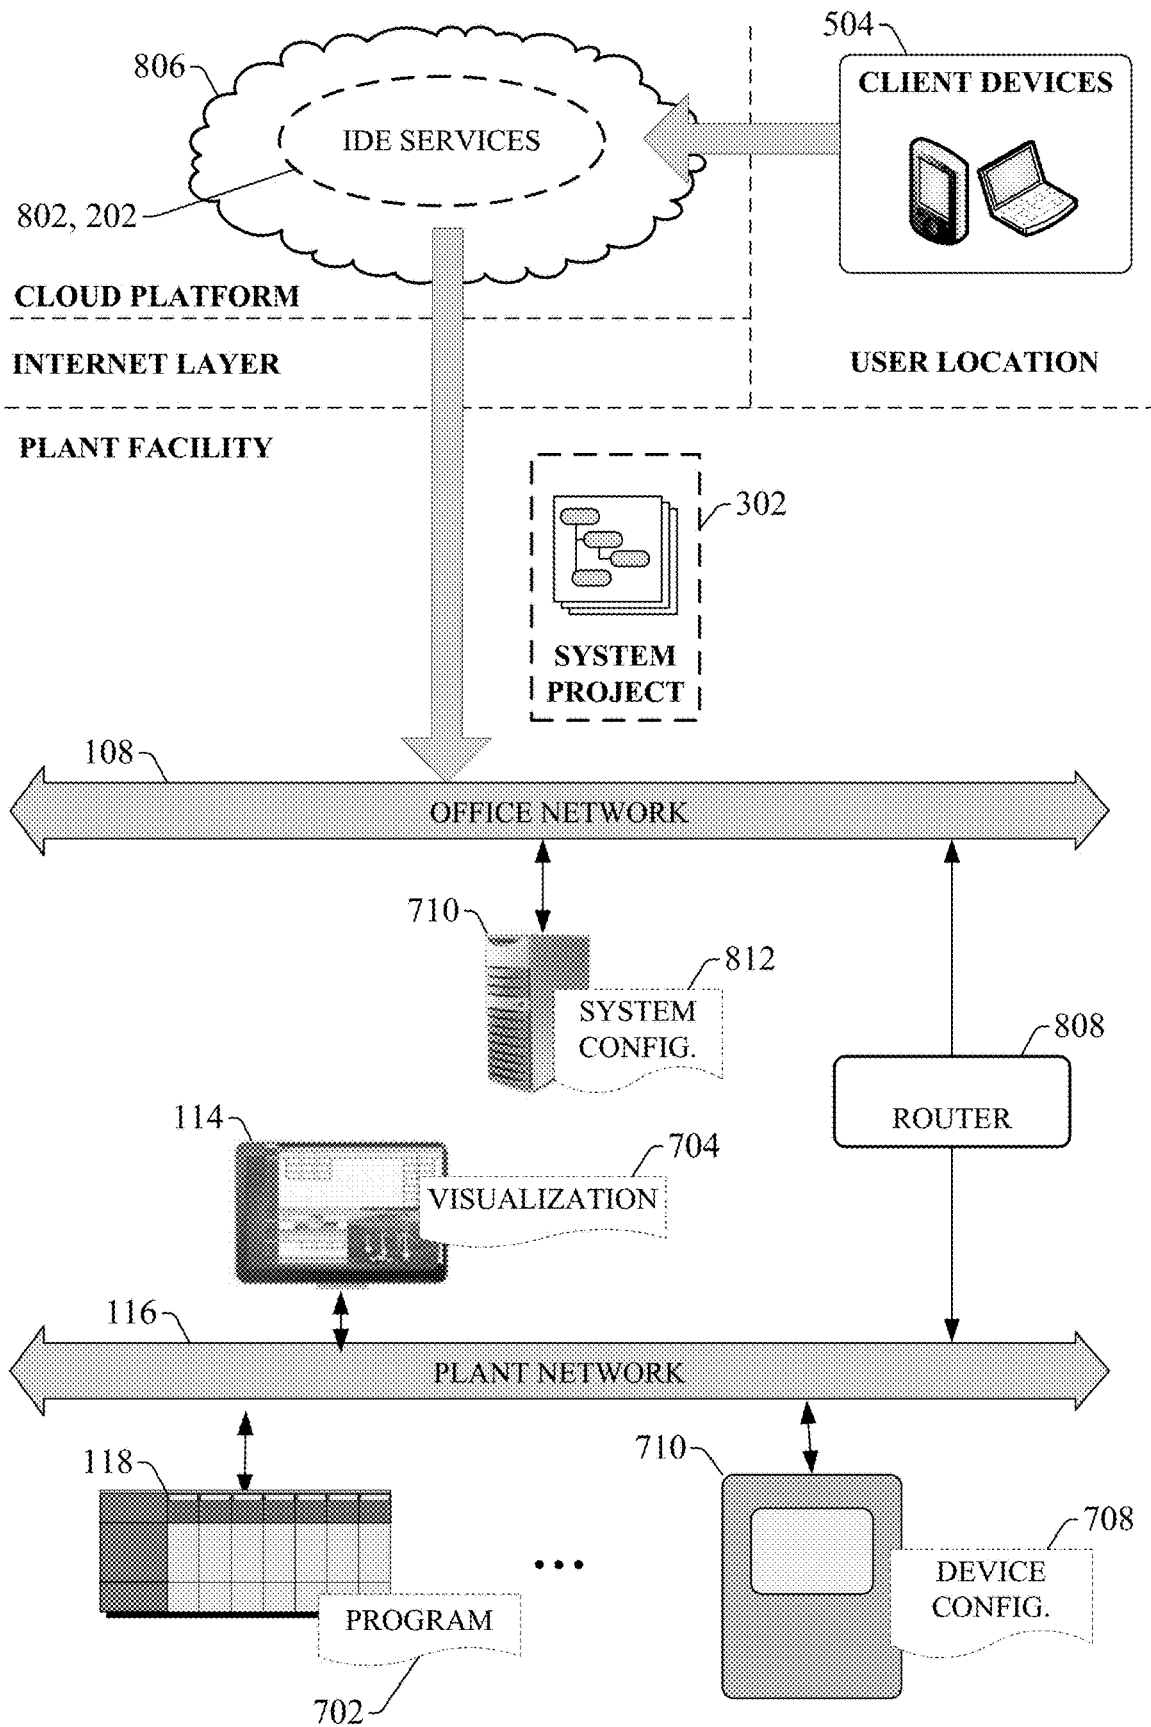 806
504
CLIENT DEVICES
IDE SERVICES
802, 202
CLOUD PLATFORM
INTERNET LAYER
USER LOCATION
PLANT FACILITY
302
SYSTEM
PROJECT
108
OFFICE NETWORK
710
812
SYSTEM
CONFIG.
808
ROUTER
114
704
VISUALIZATION
116
PLANT NETWORK
118
710
708
DEVICE
CONFIG.
...
PROGRAM
702